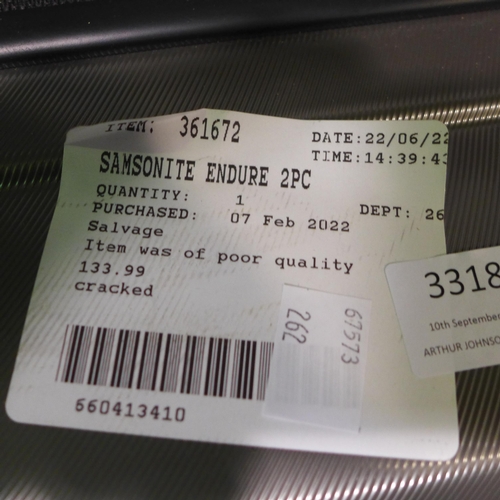 ITEM: 361672
DATE:22/06/22
TIME:14:39:43
SAMSONITE ENDURE 2PC
QUANTITY: 1
PURCHASED: 07 Feb 2022 DEPT: 26
Salvage
Item was of poor quality
133.99
cracked
660413410
67573
262
3318
10th September
ARTHUR JOHNSO